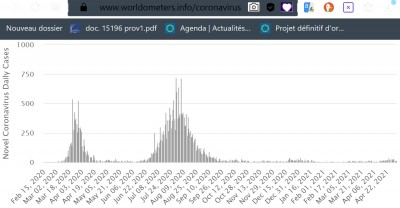 www.worldometers.info/coronavirus
Nouveau dossier
doc. 15196 prov1.pdf
Agenda | Actualités...
Projet définitif d'or...
Novel Coronavirus Daily Cases
1000
750
500
250
0
Feb 15, 2020
Mar 02, 2020
Mar 18, 2020
Apr 03, 2020
Apr 19, 2020
May 05, 2020
May 21, 2020
Jun 06, 2020
Jun 22, 2020
Jul 08, 2020
Jul 24, 2020
Aug 09, 2020
Aug 25, 2020
Sep 10, 2020
Sep 26, 2020
Oct 12, 2020
Oct 28, 2020
Nov 13, 2020
Nov 29, 2020
Dec 15, 2020
Dec 31, 2020
Jan 16, 2021
Feb 01, 2021
Feb 17, 2021
Mar 05, 2021
Mar 21, 2021
Apr 06, 2021
Apr 22, 2021